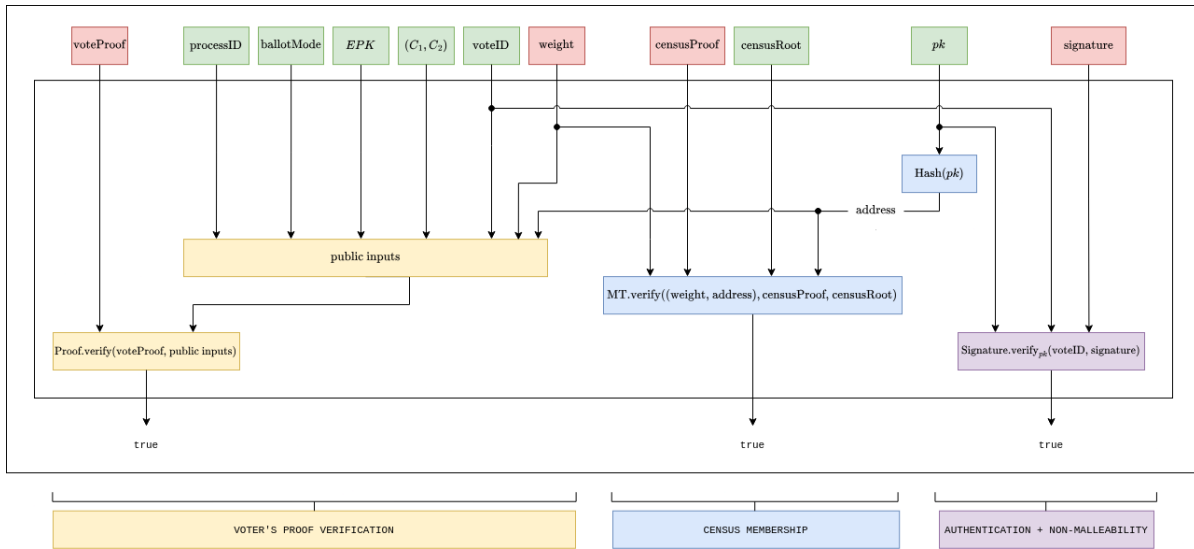 voteProof
processID
ballotMode
EPK
(C₁, C₂)
voteID
weight
censusProof
censusRoot
pk
signature
Hash(pk)
address
public inputs
MT.verify((weight, address), censusProof, censusRoot)
Proof.verify(voteProof, public inputs)
Signature.verifyₚₖ(voteID, signature)
true
true
true
VOTER'S PROOF VERIFICATION
CENSUS MEMBERSHIP
AUTHENTICATION + NON-MALLEABILITY